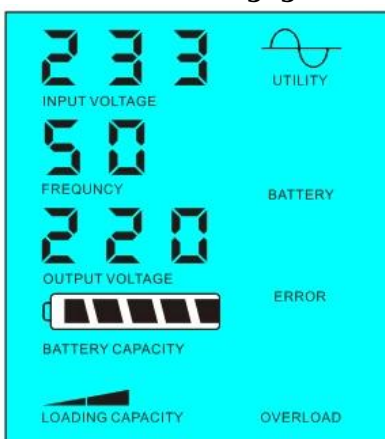 233
INPUT VOLTAGE
UTILITY
50
FREQUNCY
BATTERY
220
OUTPUT VOLTAGE
ERROR
BATTERY CAPACITY
LOADING CAPACITY
OVERLOAD